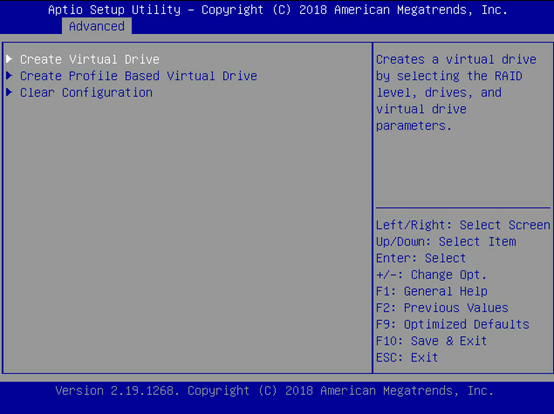 Aptio Setup Utility – Copyright (C) 2018 American Megatrends, Inc.
Advanced
Create Virtual Drive
Create Profile Based Virtual Drive
Clear Configuration
Creates a virtual drive
by selecting the RAID
level, drives, and
virtual drive
parameters.
Left/Right: Select Screen
Up/Down: Select Item
Enter: Select
+/-: Change Opt.
F1: General Help
F2: Previous Values
F9: Optimized Defaults
F10: Save & Exit
ESC: Exit
Version 2.19.1268. Copyright (C) 2018 American Megatrends, Inc.